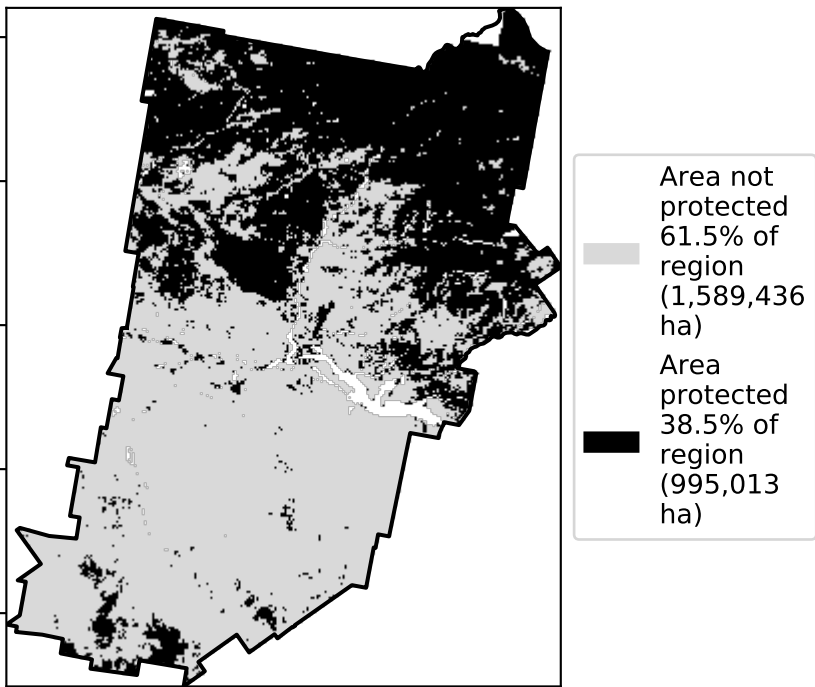 Area not
protected
61.5% of
region
(1,589,436
ha)
Area
protected
38.5% of
region
(995,013
ha)